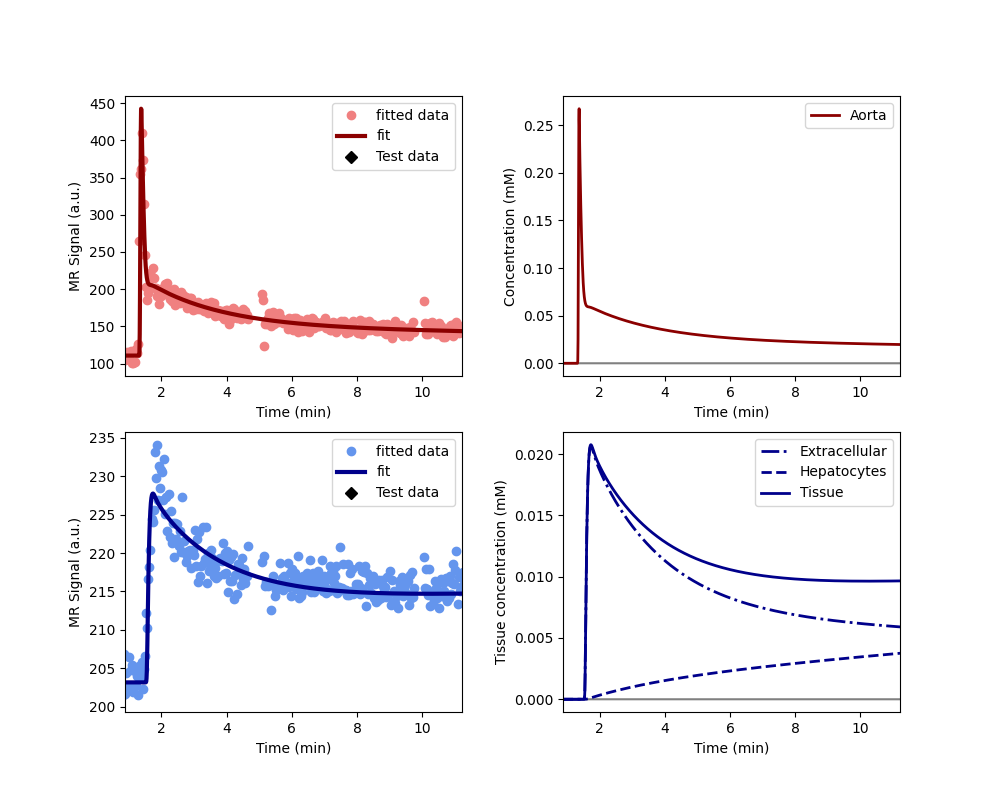 450
400
350
300
250
200
150
100
MR Signal (a.u.)
2 4 6 8 10
Time (min)
fitted data
fit
Test data
0.25
0.20
0.15
0.10
0.05
0.00
Concentration (mM)
2 4 6 8 10
Time (min)
Aorta
235
230
225
220
215
210
205
200
MR Signal (a.u.)
2 4 6 8 10
Time (min)
fitted data
fit
Test data
0.020
0.015
0.010
0.005
0.000
Tissue concentration (mM)
2 4 6 8 10
Time (min)
Extracellular
Hepatocytes
Tissue